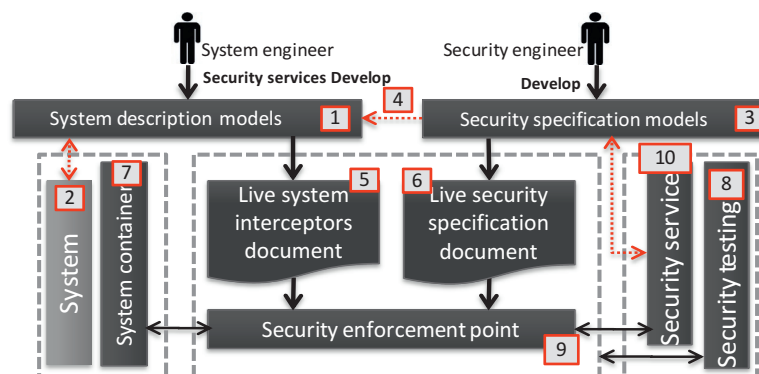 System engineer
Security engineer
Security services Develop
Develop
4
System description models
1
Security specification models
3
2
7
5
6
10
8
System
System container
Live system
interceptors
document
Live security
specification
document
Security service
Security testing
Security enforcement point
9